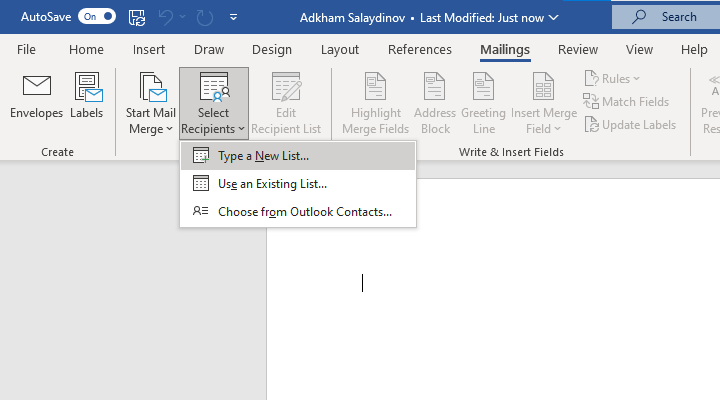 AutoSave On Adkham Salaydinov • Last Modified: Just now Search
File Home Insert Draw Design Layout References Mailings Review View Help
Envelopes Labels
Create
Start Mail
Merge
Select
Recipients
Edit
Recipient List
Highlight
Merge Fields
Address
Block
Greeting
Line
Insert Merge
Field
Rules
Match Fields
Update Labels
Write & Insert Fields
Type a New List...
Use an Existing List...
Choose from Outlook Contacts...